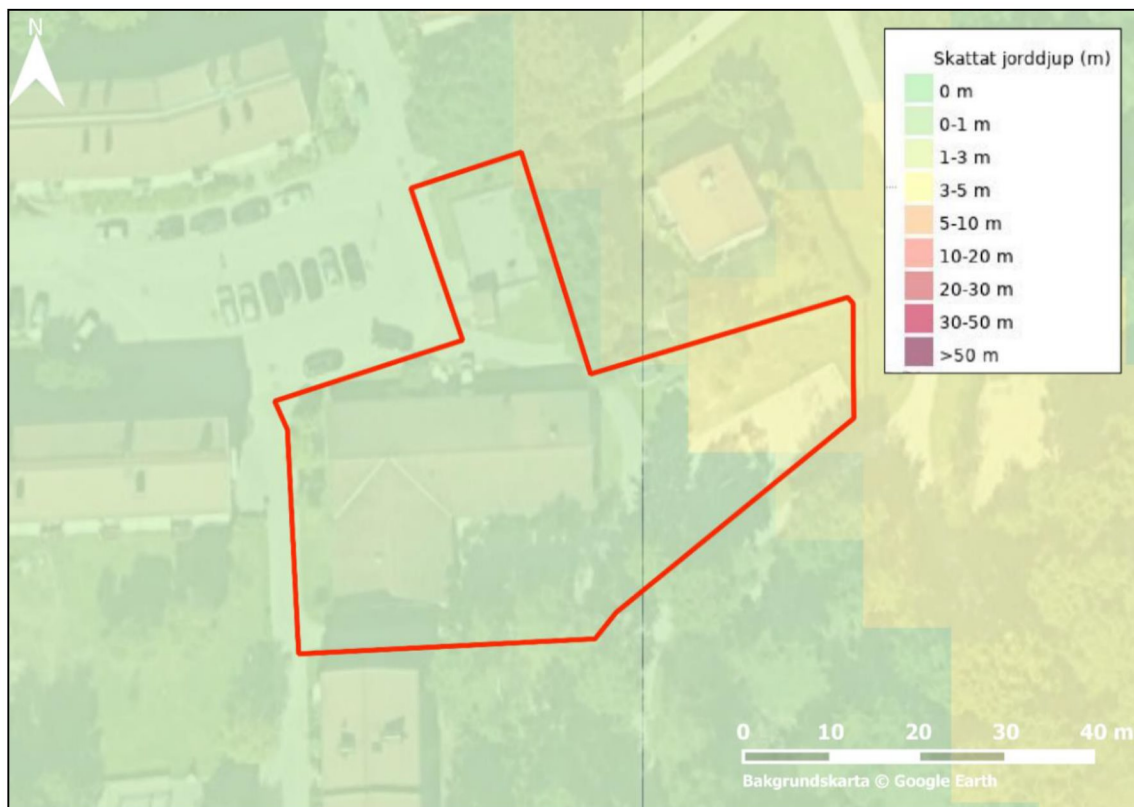 N
Skattat jorddjup (m)
0 m
0-1 m
1-3 m
3-5 m
5-10 m
10-20 m
20-30 m
30-50 m
>50 m
0 10 20 30 40 m
Bakgrundskarta © Google Earth